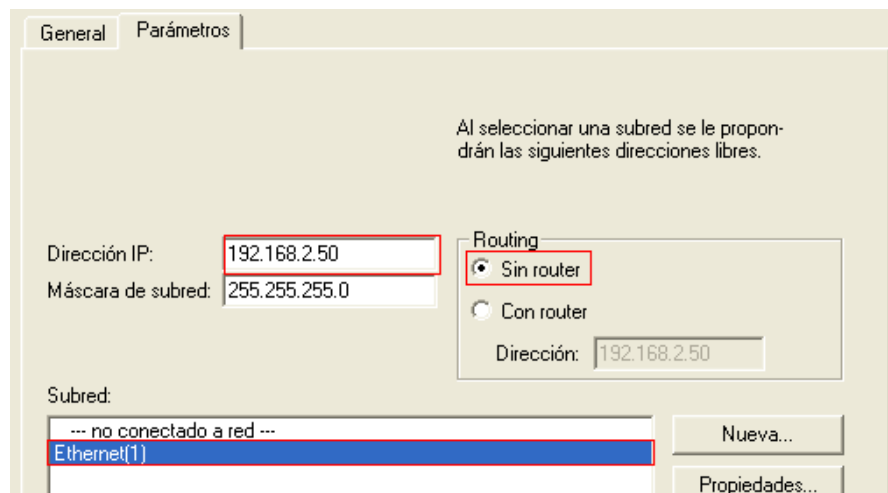 General Parámetros
Al seleccionar una subred se le propon-
drán las siguientes direcciones libres.
Dirección IP: 192.168.2.50
Máscara de subred: 255.255.255.0
Routing
Sin router
Con router
Dirección: 192.168.2.50
Subred:
--- no conectado a red ---
Ethernet(1)
Nueva...
Propiedades...